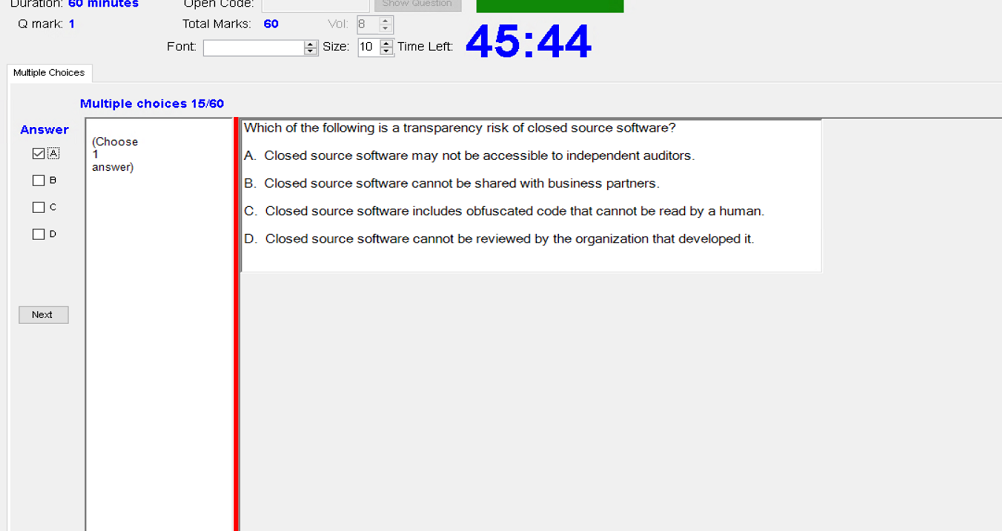 Duration: 60 minutes
Open Code:
Show Question
Q mark: 1
Total Marks: 60
Vol: 8
Font:
Size: 10
Time Left: 45:44
Multiple Choices
Multiple choices 15/60
Answer
A
B
C
D
Next
(Choose
1
answer)
Which of the following is a transparency risk of closed source software?
A. Closed source software may not be accessible to independent auditors.
B. Closed source software cannot be shared with business partners.
C. Closed source software includes obfuscated code that cannot be read by a human.
D. Closed source software cannot be reviewed by the organization that developed it.